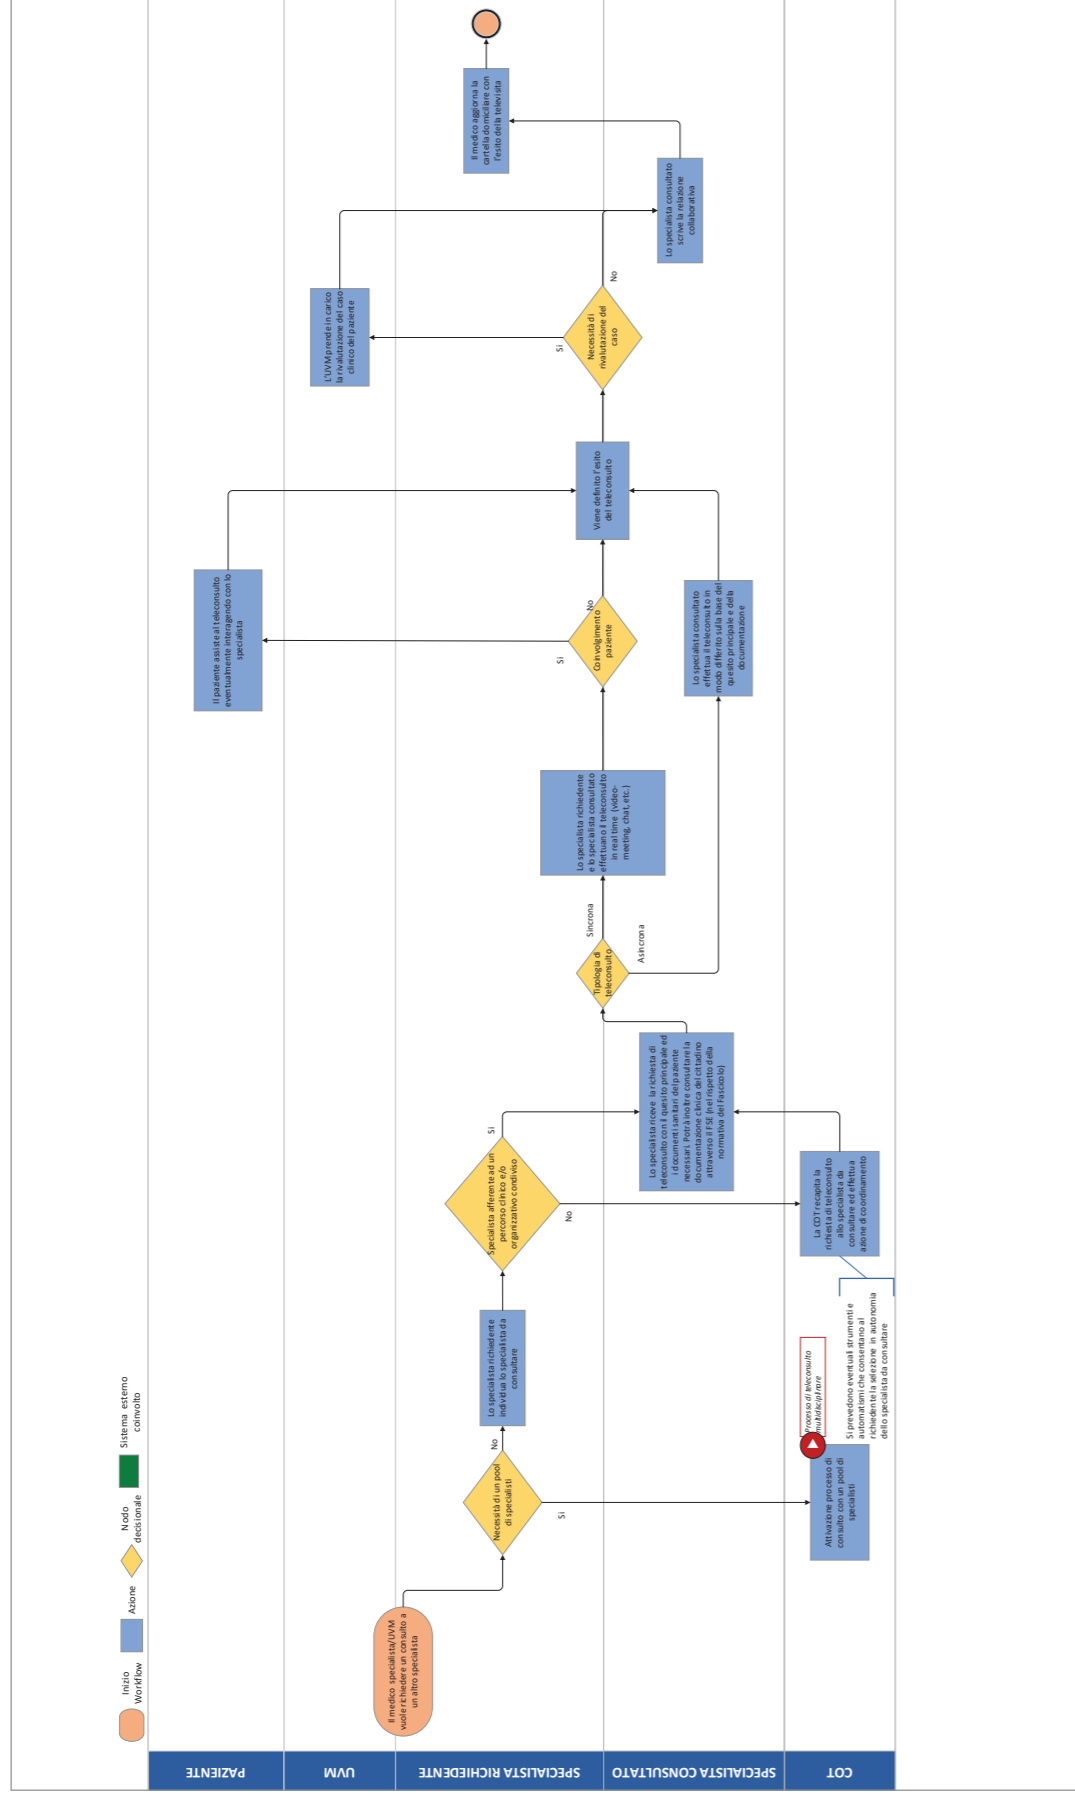 Inizio
Workflow
Azione
Nodo
decisionale
Sistema esterno
coinvolto
PAZIENTE
UVM
SPECIALISTA RICHIEDENTE
SPECIALISTA CONSULTATO
COT
Il medico specialista/UVM
vuole richiedere un consulto a
un altro specialista
Necessità di un pool
di specialisti
No
Si
Attivazione processo di
consulto con un pool di
specialisti
Processo di teleconsulto
multidisciplinare
Lo specialista richiedente
individua lo specialista da
consultare
Specialista afferente ad un
percorso clinico e/o
organizzativo condiviso
Si
No
La COT recapita la
richiesta di teleconsulto
allo specialista da
consultare ed effettua
azione di coordinamento
Si prevedono eventuali strumenti e
automatismi che consentano al
richiedente la selezione in autonomia
dello specialista da consultare
Lo specialista riceve la richiesta di
teleconsulto con il quesito principale ed
i documenti sanitari del paziente
necessari. Potrà inoltre consultare la
documentazione clinica del cittadino
attraverso il FSE (nel rispetto della
normativa del Fascicolo)
Tipologia di
teleconsulto
Sincrona
Asincrona
Lo specialista richiedente
e lo specialista consultato
effettuano il teleconsulto
in real time (video-
meeting, chat, etc.)
Coinvolgimento
paziente
Si
No
Il paziente assiste al teleconsulto
eventualmente interagendo con lo
specialista
Lo specialista consultato
effettua il teleconsulto in
modo differito sulla base del
quesito principale e della
documentazione
Viene definito l'esito
del teleconsulto
Necessità di
rivalutazione del
caso
Si
No
L'UVM prende in carico
la rivalutazione del caso
clinico del paziente
Lo specialista consultato
scrive la relazione
collaborativa
Il medico aggiorna la
cartella domiciliare con
l'esito della televisita